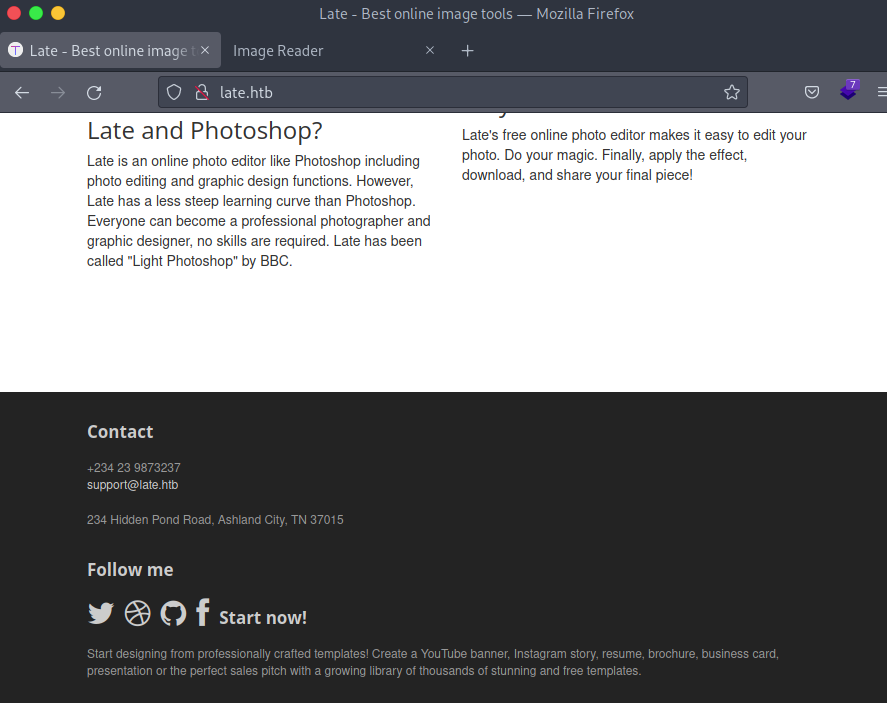 Late - Best online image tools — Mozilla Firefox
Late - Best online image t
Image Reader
late.htb
7
Late and Photoshop?
Late is an online photo editor like Photoshop including
photo editing and graphic design functions. However,
Late has a less steep learning curve than Photoshop.
Everyone can become a professional photographer and
graphic designer, no skills are required. Late has been
called "Light Photoshop" by BBC.
Late's free online photo editor makes it easy to edit your
photo. Do your magic. Finally, apply the effect,
download, and share your final piece!
Contact
+234 23 9873237
support@late.htb
234 Hidden Pond Road, Ashland City, TN 37015
Follow me
Start now!
Start designing from professionally crafted templates! Create a YouTube banner, Instagram story, resume, brochure, business card,
presentation or the perfect sales pitch with a growing library of thousands of stunning and free templates.